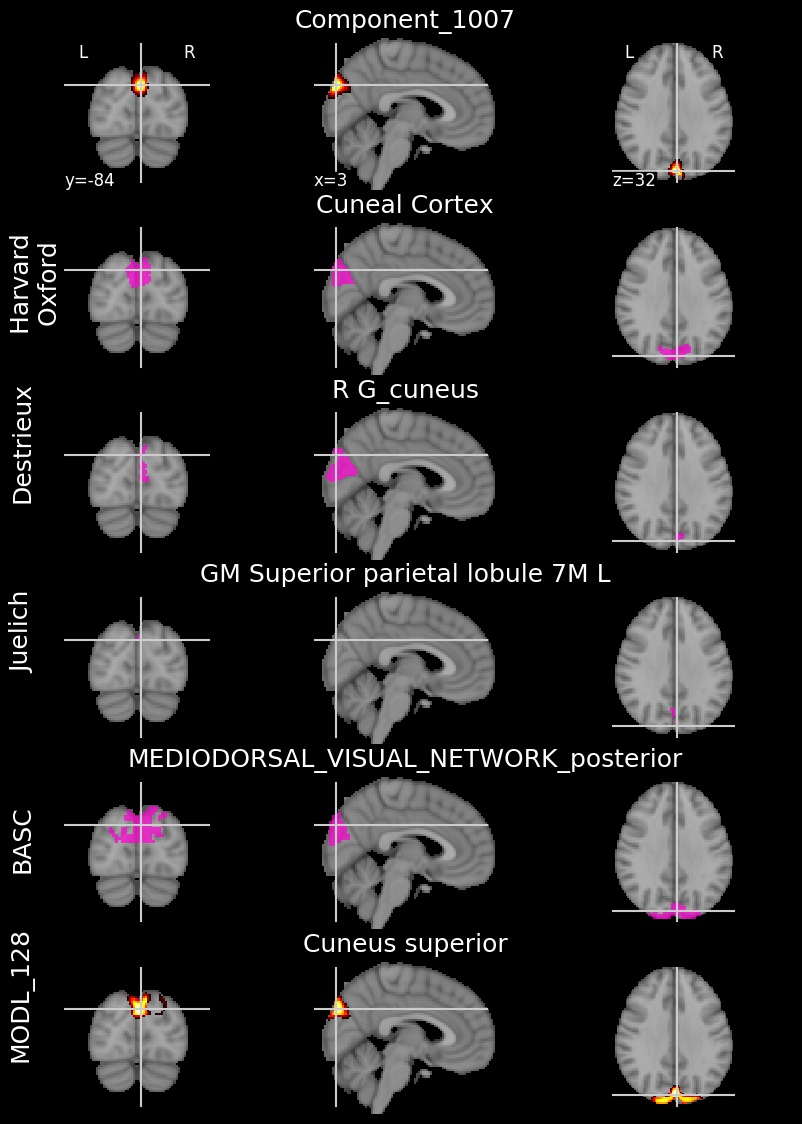 Component_1007
L R L R
y=-84 x=3 z=32
Cuneal Cortex
Harvard
Oxford
R G_cuneus
Destrieux
GM Superior parietal lobule 7M L
Juelich
MEDIODORSAL_VISUAL_NETWORK_posterior
BASC
Cuneus superior
MODL_128